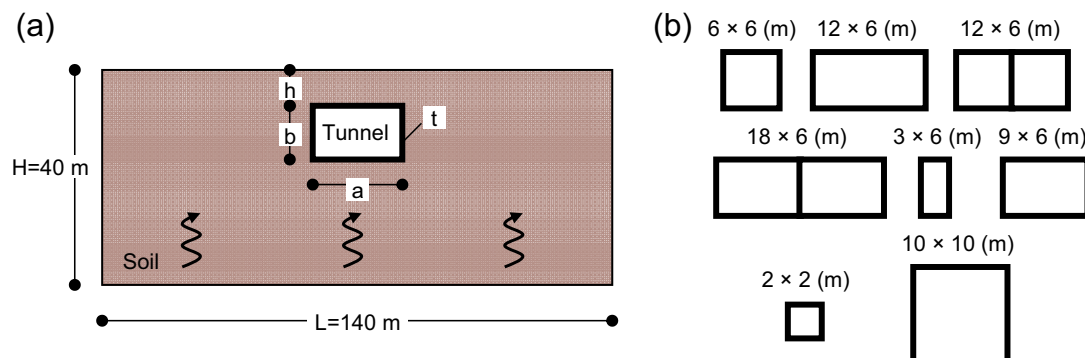 (a)
h
b
Tunnel
t
H=40 m
a
Soil
L=140 m
(b)
6 × 6 (m) 12 × 6 (m) 12 × 6 (m)
18 × 6 (m) 3 × 6 (m) 9 × 6 (m)
10 × 10 (m)
2 × 2 (m)